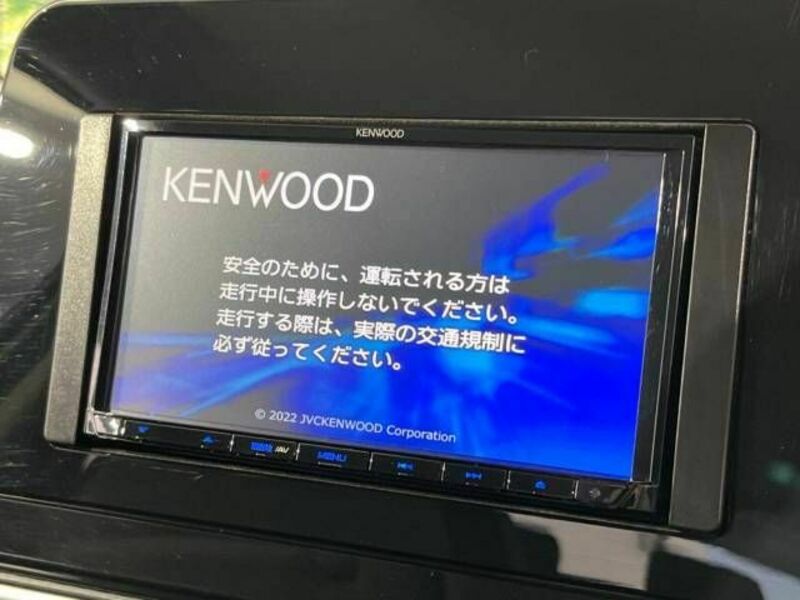 KENWOOD
KENWOOD
安全のために、運転される方は
走行中に操作しないでください。
走行する際は、実際の交通規制に
必ず従ってください。
© 2022 JVCKENWOOD Corporation
/AV
MENU